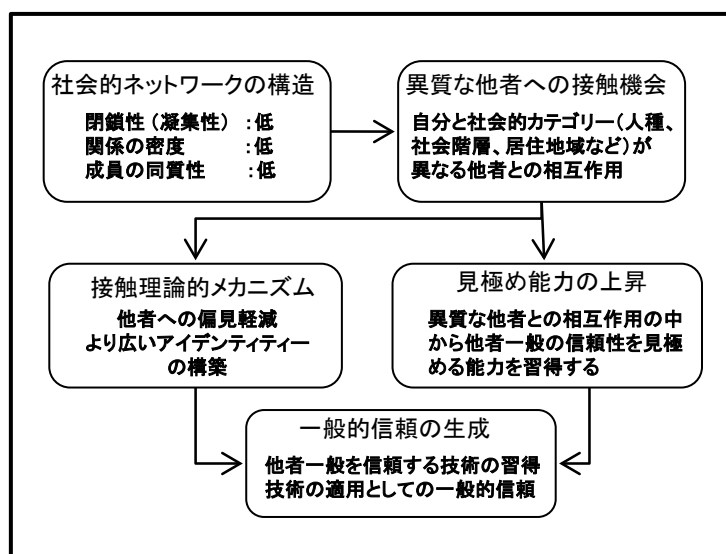 社会的ネットワークの構造
閉鎖性（凝集性）：低
関係の密度　　　：低
成員の同質性　　：低
異質な他者への接触機会
自分と社会的カテゴリー（人種、
社会階層、居住地域など）が
異なる他者との相互作用
接触理論的メカニズム
他者への偏見軽減
より広いアイデンティティー
の構築
見極め能力の上昇
異質な他者との相互作用の中
から他者一般の信頼性を見極
める能力を習得する
一般的信頼の生成
他者一般を信頼する技術の習得
技術の適用としての一般的信頼